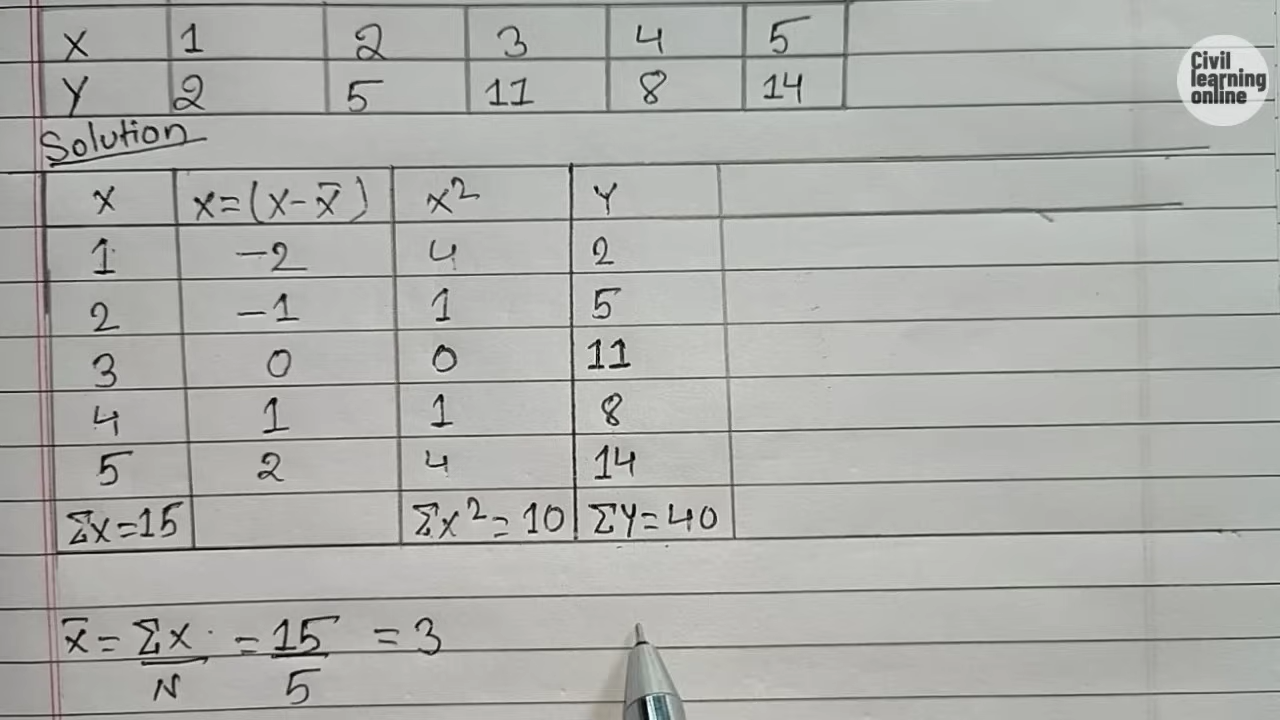 X 1 2 3 4 5
Y 2 5 11 8 14
Civil
learning
online
Solution
X x=(X-X̄) x² Y
1 -2 4 2
2 -1 1 5
3 0 0 11
4 1 1 8
5 2 4 14
ΣX=15 Σx²=10 ΣY=40
X̄ = ΣX = 15 = 3
N 5